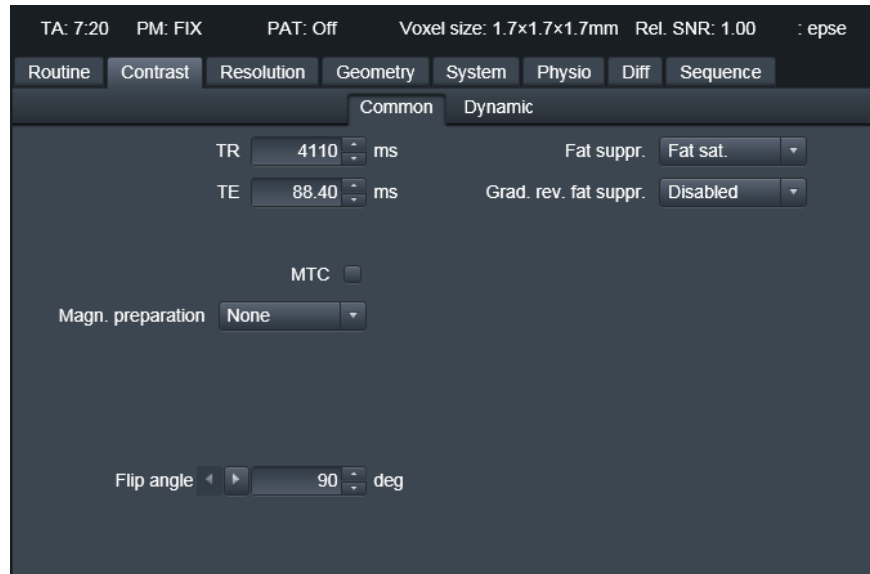 TA: 7:20 PM: FIX PAT: Off Voxel size: 1.7×1.7×1.7mm Rel. SNR: 1.00 : epse
Routine Contrast Resolution Geometry System Physio Diff Sequence
Common Dynamic
TR 4110 ms Fat suppr. Fat sat.
TE 88.40 ms Grad. rev. fat suppr. Disabled
MTC
Magn. preparation None
Flip angle 90 deg